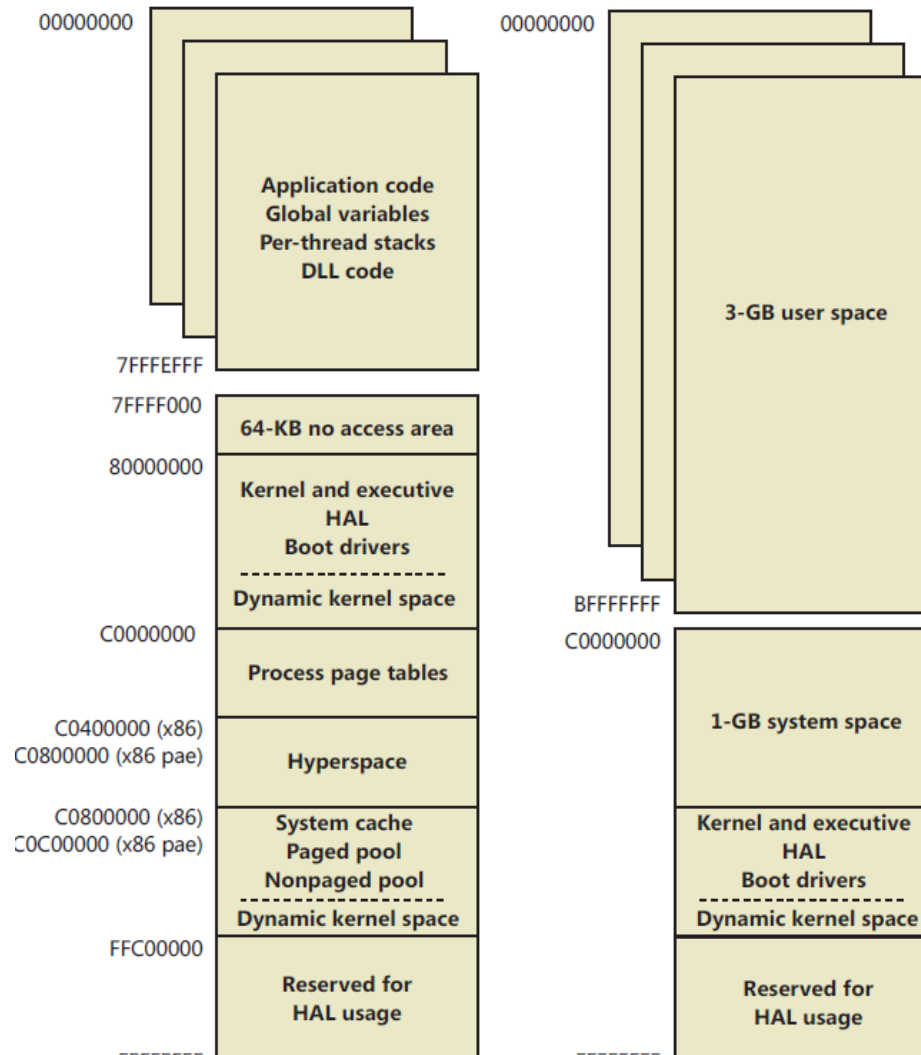 00000000
Application code
Global variables
Per-thread stacks
DLL code
7FFFEFFF
7FFFF000
64-KB no access area
80000000
Kernel and executive
HAL
Boot drivers
Dynamic kernel space
C0000000
Process page tables
C0400000 (x86)
C0800000 (x86 pae)
Hyperspace
C0800000 (x86)
C0C00000 (x86 pae)
System cache
Paged pool
Nonpaged pool
Dynamic kernel space
FFC00000
Reserved for
HAL usage
00000000
3-GB user space
BFFFFFFF
C0000000
1-GB system space
Kernel and executive
HAL
Boot drivers
Dynamic kernel space
Reserved for
HAL usage